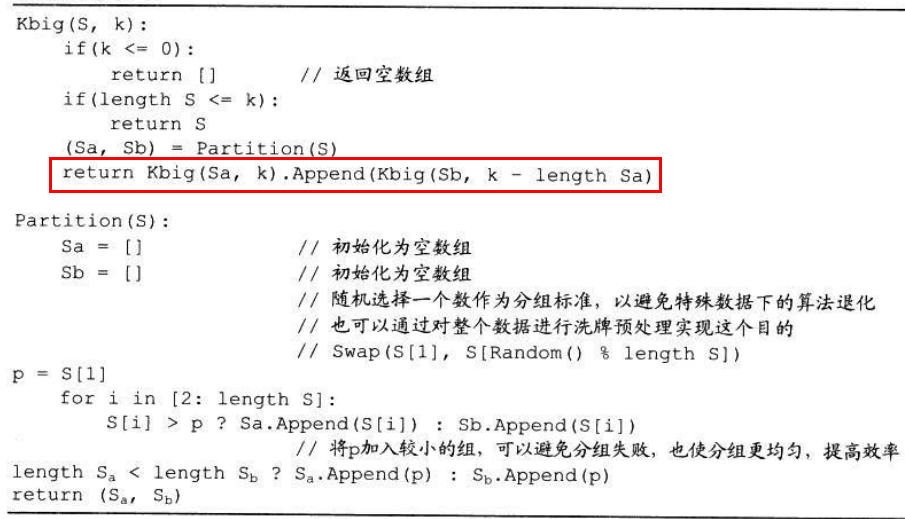 Kbig(S, k):
if(k <= 0):
return [] // 返回空数组
if(length S <= k):
return S
(Sa, Sb) = Partition(S)
return Kbig(Sa, k).Append(Kbig(Sb, k - length Sa)
Partition(S):
Sa = [] // 初始化为空数组
Sb = [] // 初始化为空数组
// 随机选择一个数作为分组标准, 以避免特殊数据下的算法退化
// 也可以通过对整个数据进行洗牌预处理实现这个目的
// Swap(S[1], S[Random() % length S])
p = S[1]
for i in [2: length S]:
S[i] > p ? Sa.Append(S[i]) : Sb.Append(S[i])
// 将p加入较小的组, 可以避免分组失败, 也使分组更均匀, 提高效率
length Sa < length Sb ? Sa.Append(p) : Sb.Append(p)
return (Sa, Sb)